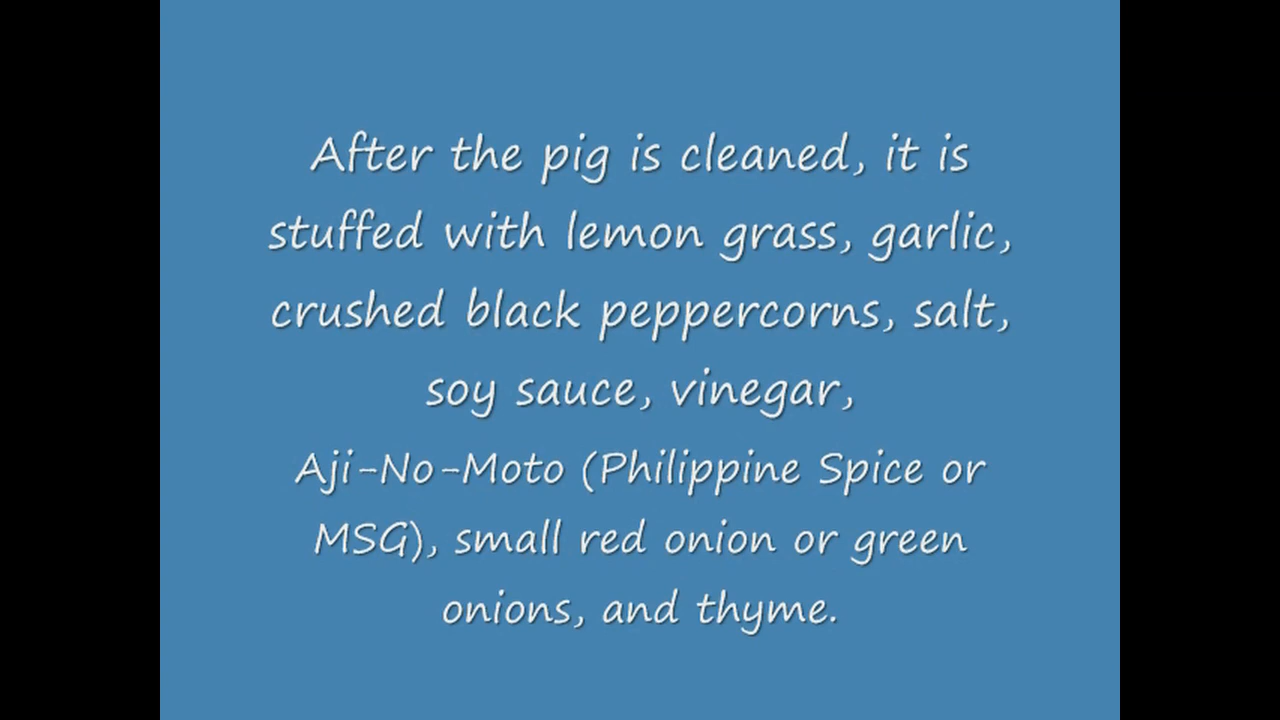 After the pig is cleaned, it is
stuffed with lemon grass, garlic,
crushed black peppercorns, salt,
soy sauce, vinegar,
Aji-No-Moto (Philippine Spice or
MSG), small red onion or green
onions, and thyme.